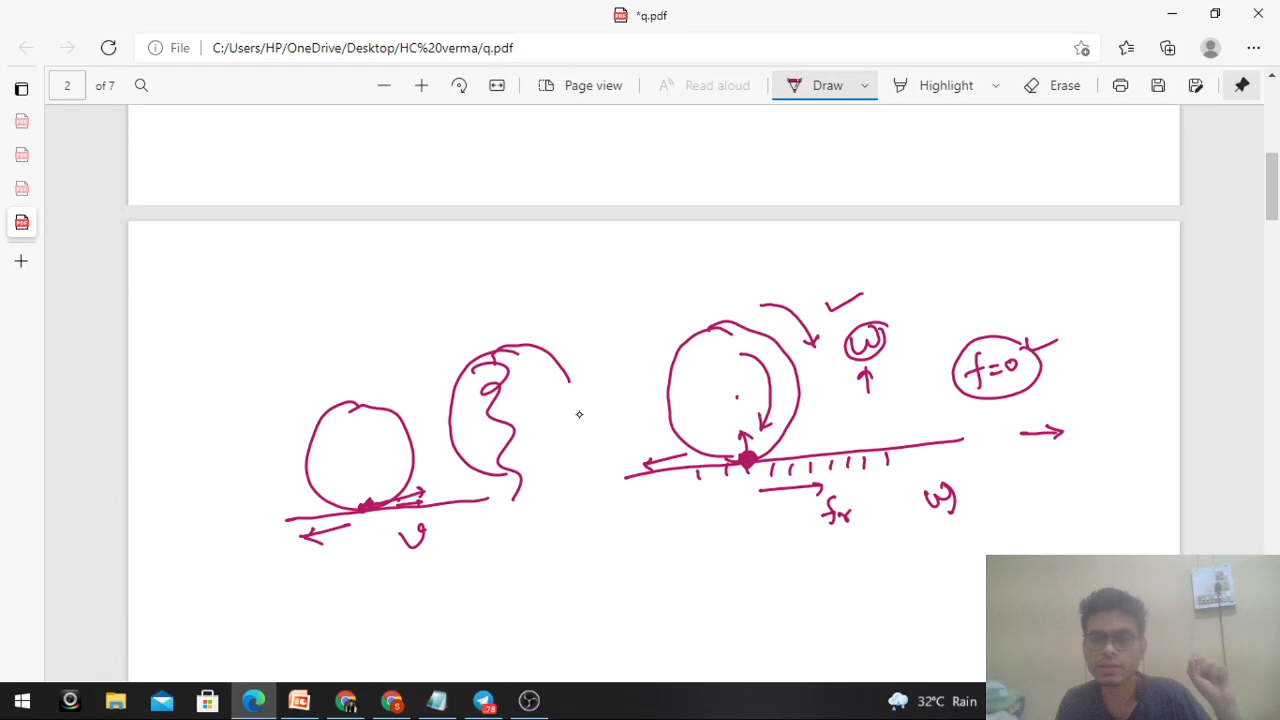 *q.pdf
File C:/Users/HP/OneDrive/Desktop/HC%20verma/q.pdf
2 of 7 Page view Read aloud Draw Highlight Erase
ω
f=0
v
fr
ω
78
32°C Rain